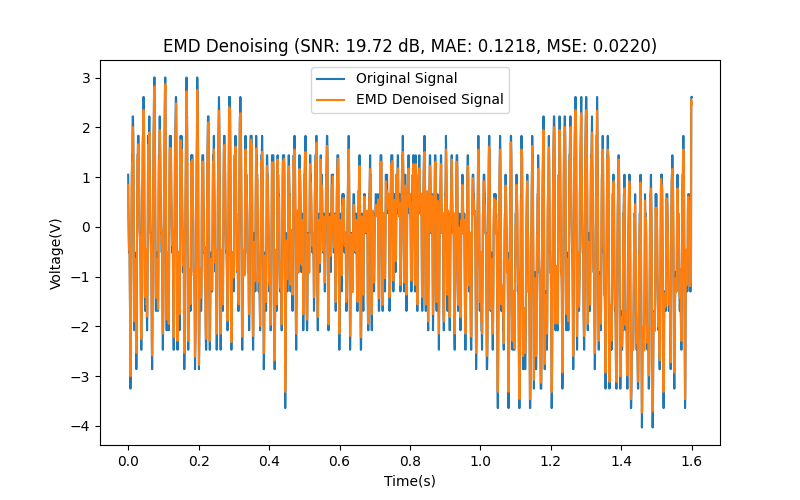 EMD Denoising (SNR: 19.72 dB, MAE: 0.1218, MSE: 0.0220)
Original Signal
EMD Denoised Signal
Voltage(V)
3
2
1
0
−1
−2
−3
−4
0.0 0.2 0.4 0.6 0.8 1.0 1.2 1.4 1.6
Time(s)